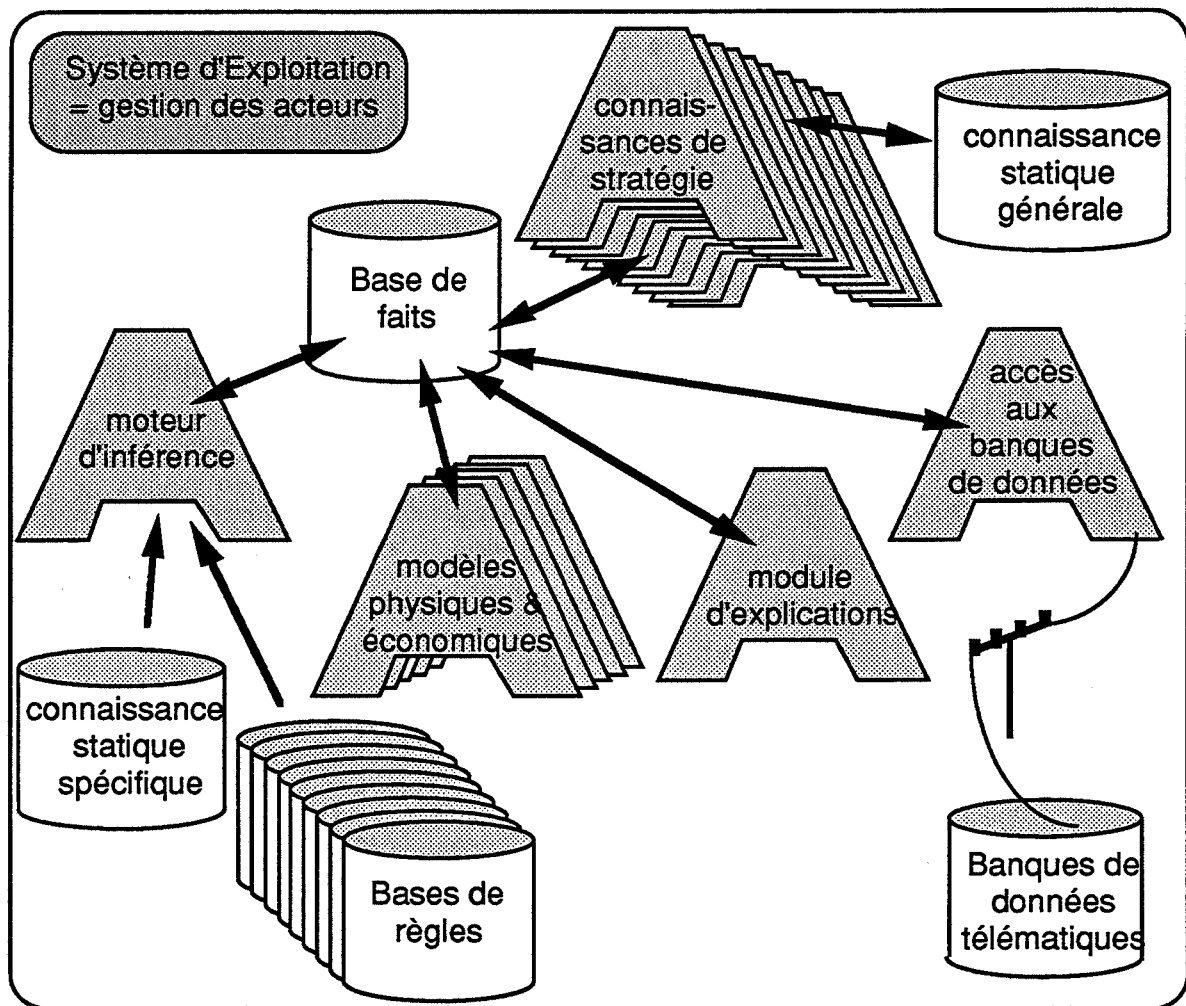 Système d'Exploitation
= gestion des acteurs
connais-
sances de
stratégie
connaissance
statique
générale
Base de
faits
moteur
d'inférence
accès
aux
banques
de données
modèles
physiques &
économiques
module
d'explications
connaissance
statique
spécifique
Bases de
règles
Banques de
données
télématiques